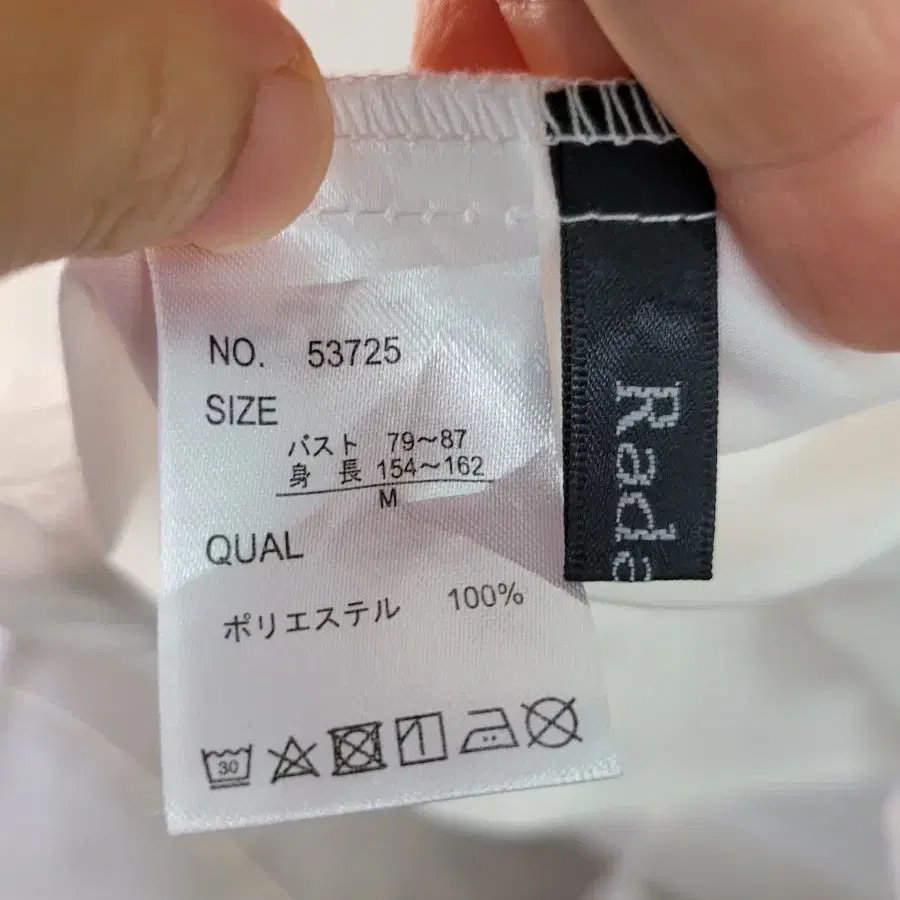 NO. 53725
SIZE
バスト 79～87
身 長 154～162
M
QUAL
ポリエステル 100%
30
Rade